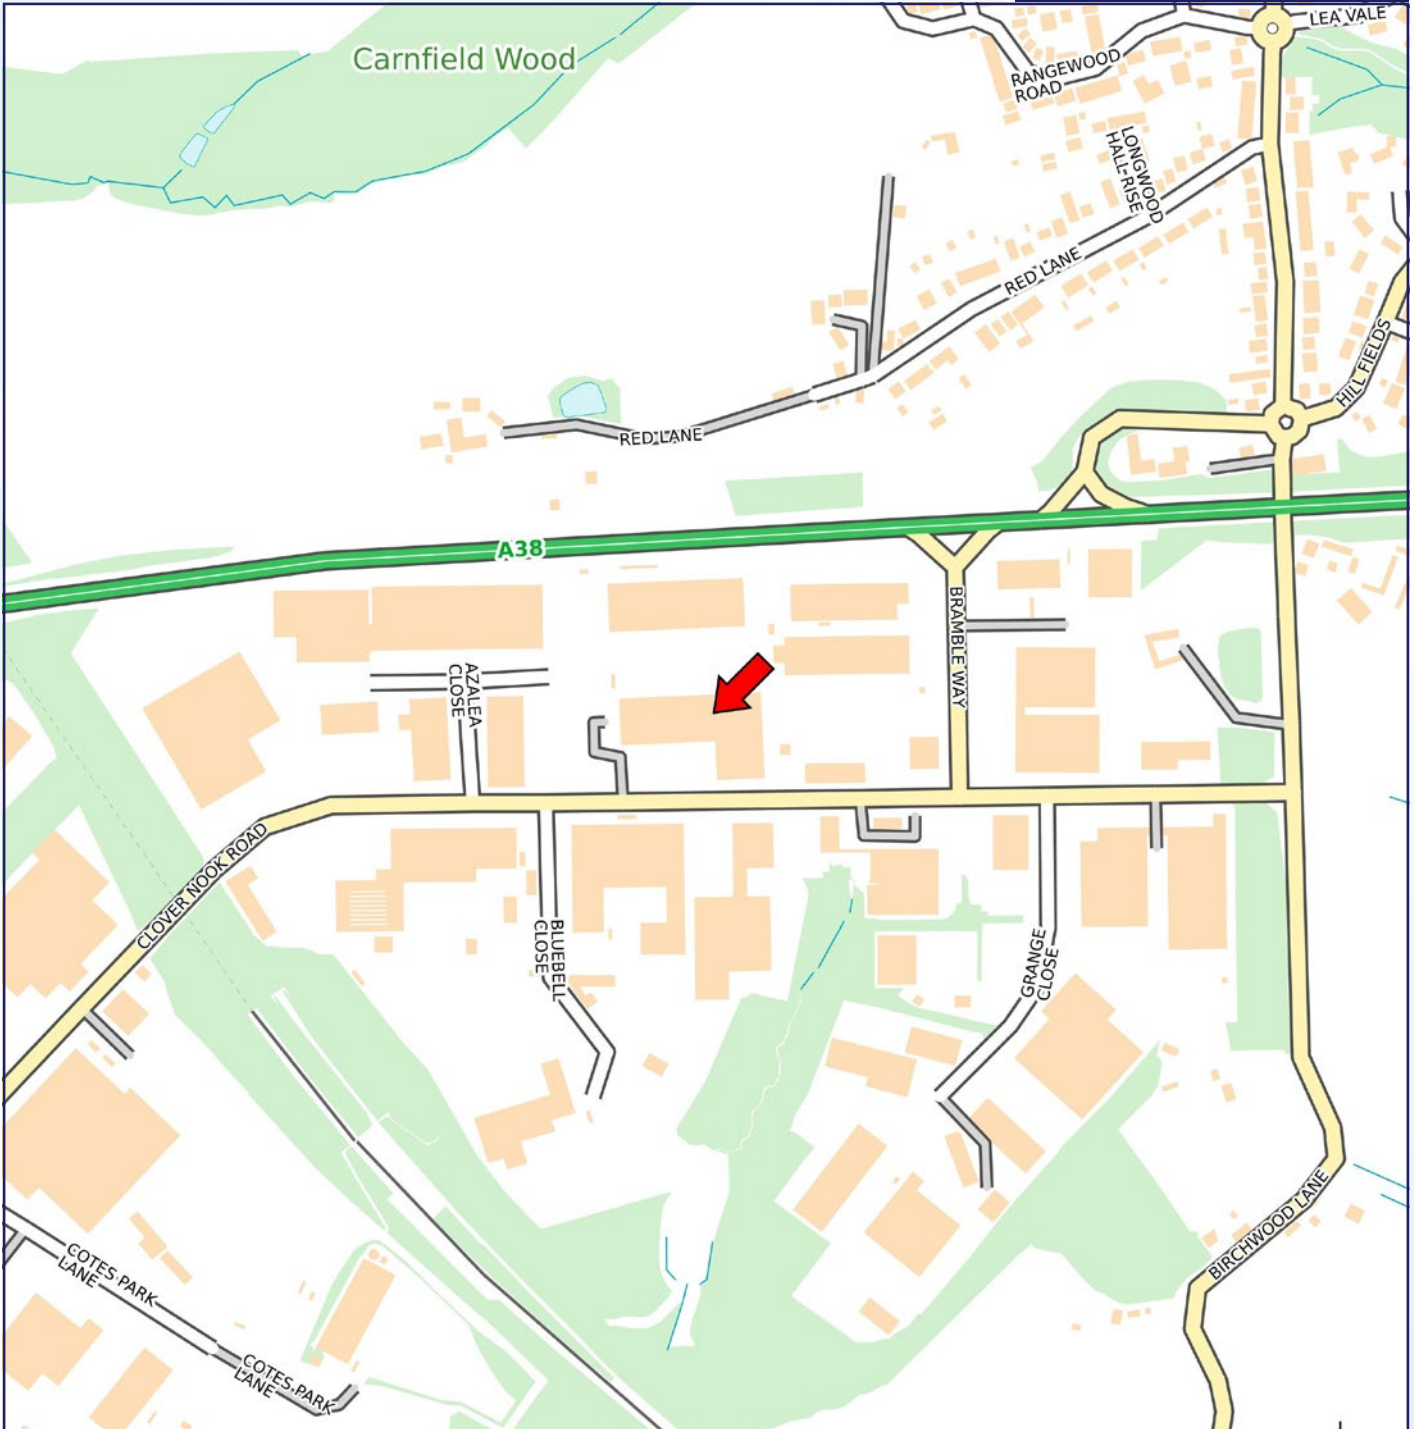 LEA VALE
Carnfield Wood
RANGEWOOD
ROAD
LONGWOOD
HALL-RISE
RED LANE
HILL FIELDS
RED LANE
A38
BRAMBLE WAY
AZALEA
CLOSE
CLOVER NOOK ROAD
BLUEBELL
CLOSE
GRANGE
CLOSE
BIRCHWOOD LANE
COTES PARK
LANE
COTES PARK
LANE